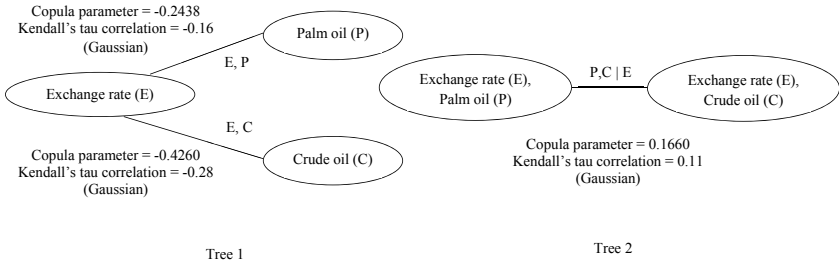 Copula parameter = -0.2438
Kendall's tau correlation = -0.16
(Gaussian)
Palm oil (P)
E, P
Exchange rate (E)
E, C
Crude oil (C)
Copula parameter = -0.4260
Kendall's tau correlation = -0.28
(Gaussian)
Tree 1
Exchange rate (E),
Palm oil (P)
P,C | E
Exchange rate (E),
Crude oil (C)
Copula parameter = 0.1660
Kendall's tau correlation = 0.11
(Gaussian)
Tree 2